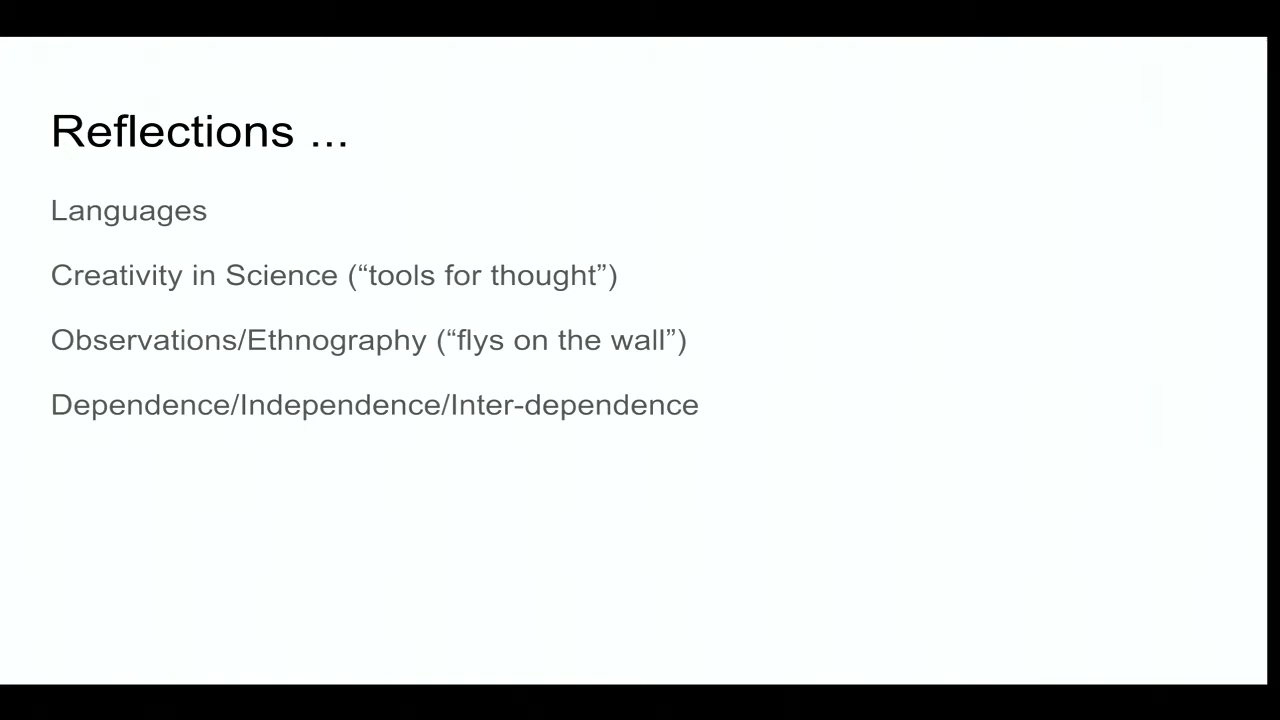 Reflections ...
Languages
Creativity in Science (“tools for thought”)
Observations/Ethnography (“flys on the wall”)
Dependence/Independence/Inter-dependence